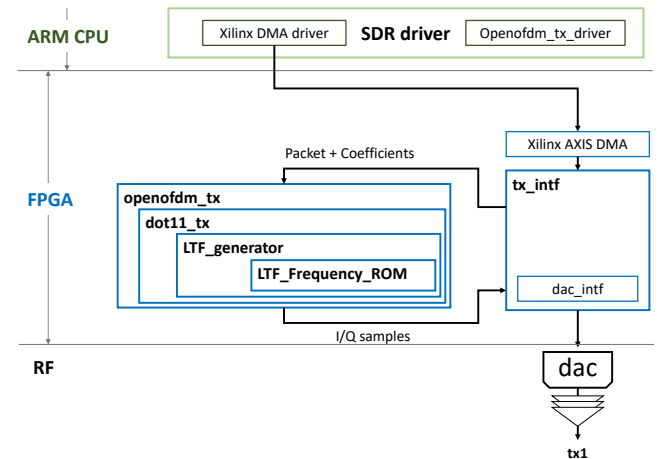 ARM CPU
Xilinx DMA driver
SDR driver
Openofdm_tx_driver
Xilinx AXIS DMA
Packet + Coefficients
FPGA
openofdm_tx
dot11_tx
LTF_generator
LTF_Frequency_ROM
tx_intf
dac_intf
I/Q samples
RF
dac
tx1